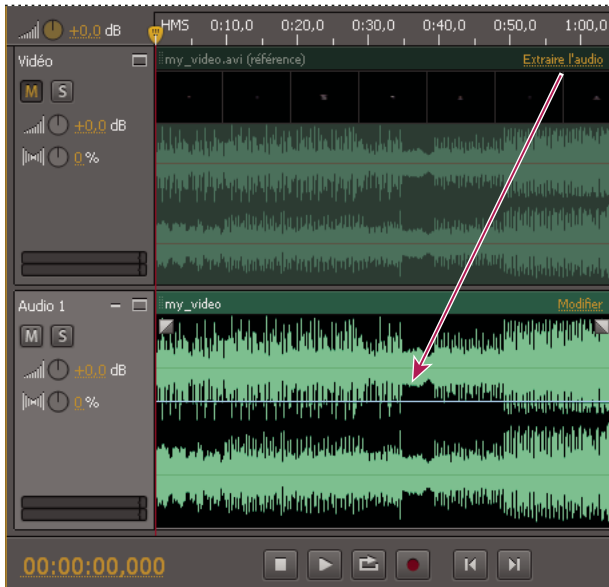 +0,0 dB
HMS 0:10,0 0:20,0 0:30,0 0:40,0 0:50,0 1:00,0
Vidéo
my_video.avi (référence) Extraire l'audio
M S
+0,0 dB
0 %
Audio 1
my_video Modifier
M S
+0,0 dB
0 %
00:00:00,000